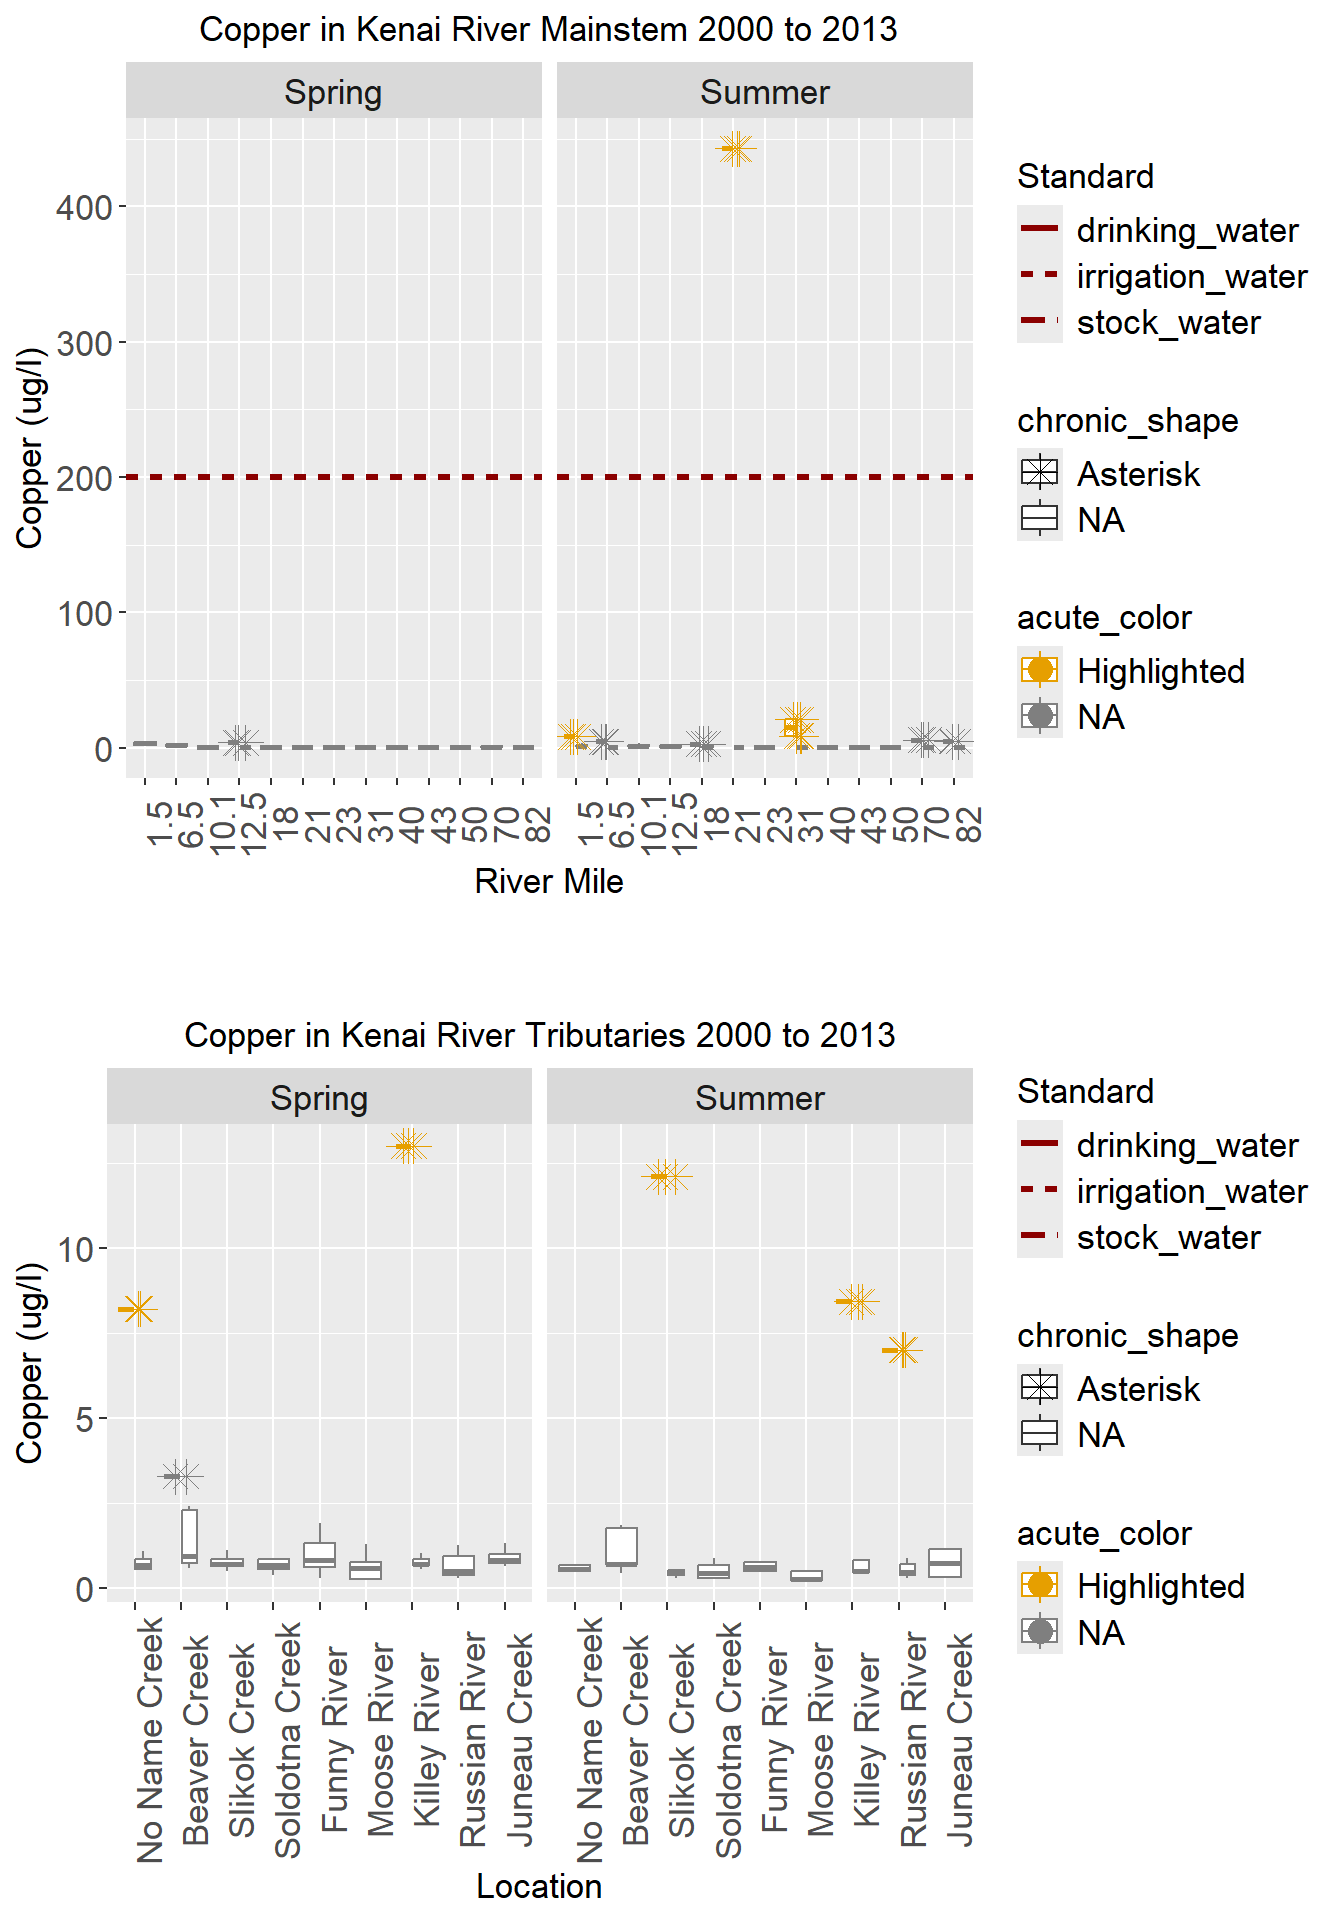 Copper in Kenai River Mainstem 2000 to 2013
Spring
Summer
Copper (ug/l)
400
300
200
100
0
1.5
6.5
10.1
12.5
18
21
23
31
40
43
50
70
82
1.5
6.5
10.1
12.5
18
21
23
31
40
43
50
70
82
River Mile
Standard
drinking_water
irrigation_water
stock_water
chronic_shape
Asterisk
NA
acute_color
Highlighted
NA
Copper in Kenai River Tributaries 2000 to 2013
Spring
Summer
Copper (ug/l)
10
5
0
No Name Creek
Beaver Creek
Slikok Creek
Soldotna Creek
Funny River
Moose River
Killey River
Russian River
Juneau Creek
No Name Creek
Beaver Creek
Slikok Creek
Soldotna Creek
Funny River
Moose River
Killey River
Russian River
Juneau Creek
Location
Standard
drinking_water
irrigation_water
stock_water
chronic_shape
Asterisk
NA
acute_color
Highlighted
NA